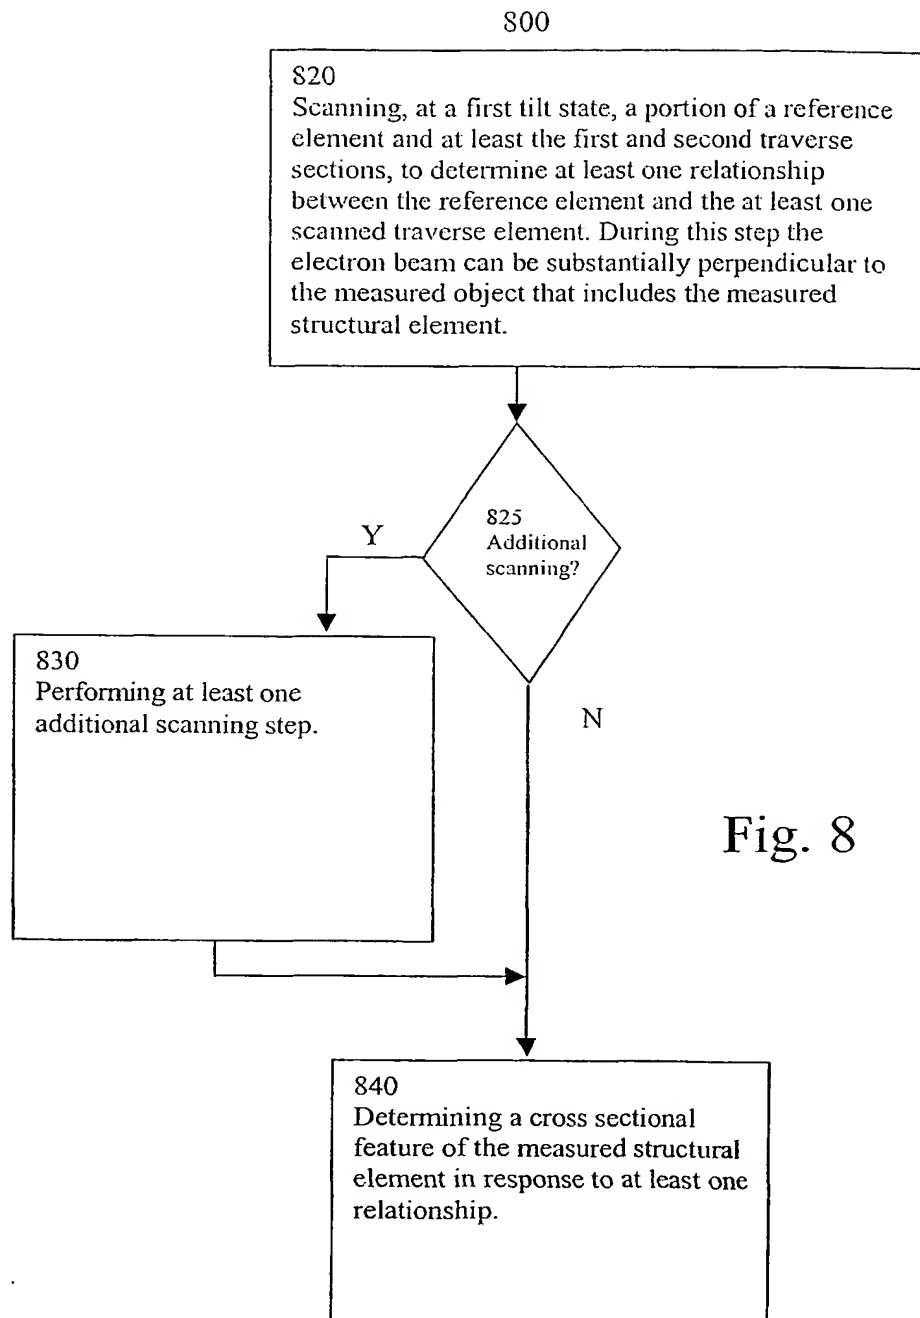 800
820
Scanning, at a first tilt state, a portion of a reference
element and at least the first and second traverse
sections, to determine at least one relationship
between the reference element and the at least one
scanned traverse element. During this step the
electron beam can be substantially perpendicular to
the measured object that includes the measured
structural element.
825
Additional
scanning?
Y
N
830
Performing at least one
additional scanning step.
Fig. 8
840
Determining a cross sectional
feature of the measured structural
element in response to at least one
relationship.